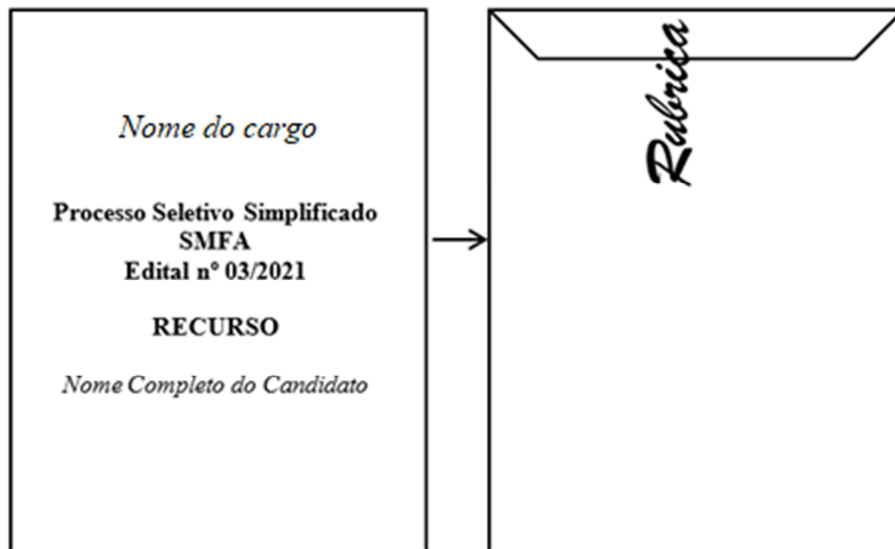 Nome do cargo
Processo Seletivo Simplificado
SMFA
Edital nº 03/2021
RECURSO
Nome Completo do Candidato
Rubrica